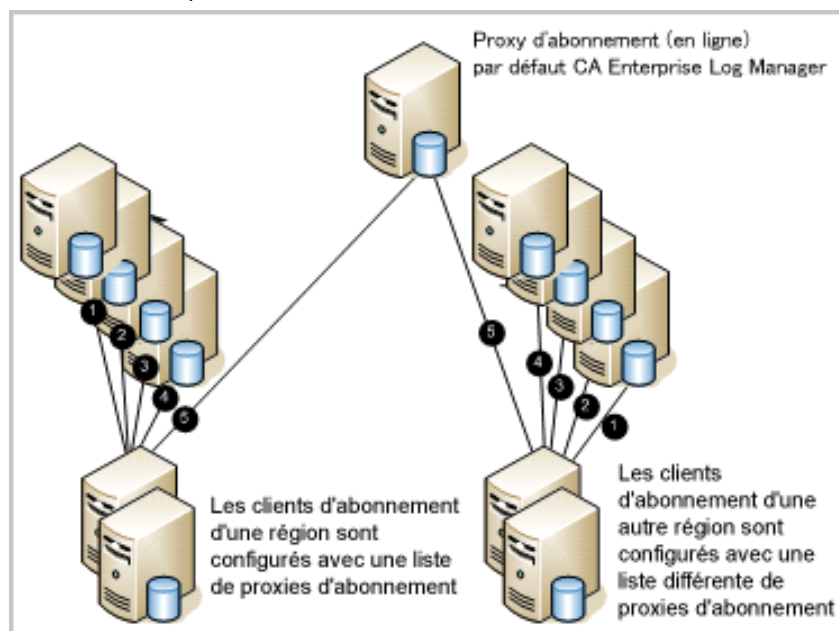 Proxy d'abonnement (en ligne)
par défaut CA Enterprise Log Manager
1
2
3
4
5
5
4
3
2
1
Les clients d'abonnement
d'une région sont
configurés avec une liste
de proxies d'abonnement
Les clients
d'abonnement d'une
autre région sont
configurés avec une
liste différente de
proxies d'abonnement